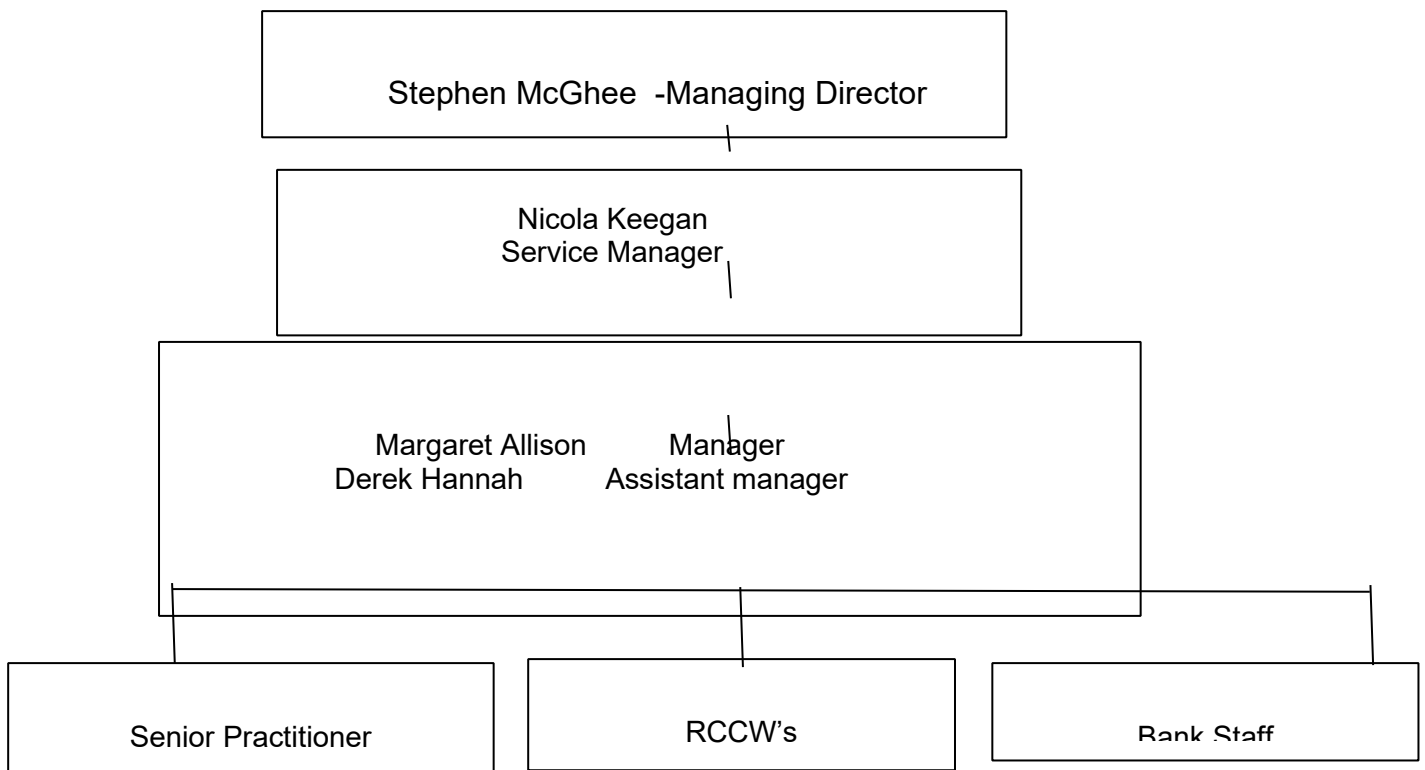 Stephen McGhee -Managing Director
Nicola Keegan
Service Manager
Margaret Allison Manager
Derek Hannah Assistant manager
Senior Practitioner
RCCW’s
Bank Staff